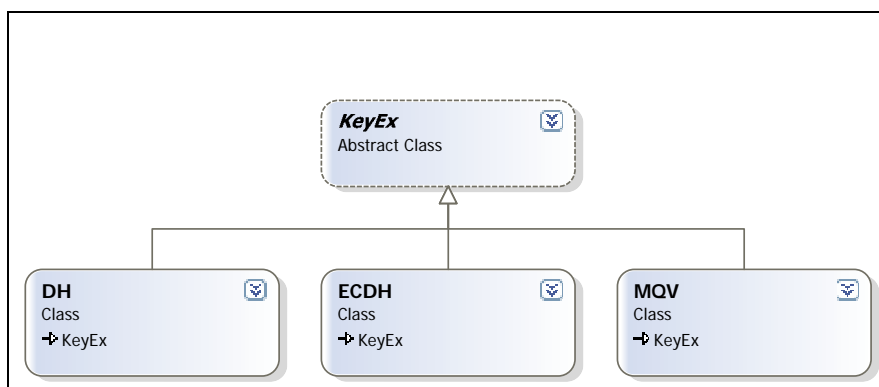 KeyEx
Abstract Class
DH
Class
KeyEx
ECDH
Class
KeyEx
MQV
Class
KeyEx